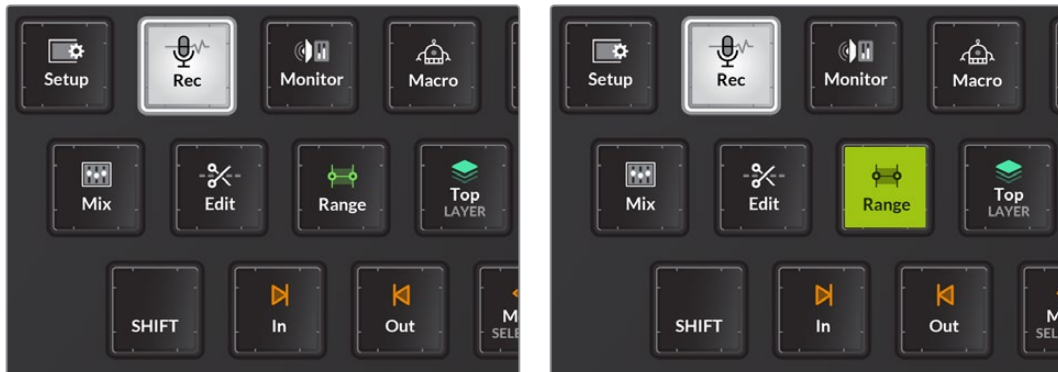 Setup
Rec
Monitor
Macro
Mix
Edit
Range
Top
LAYER
SHIFT
In
Out
Setup
Rec
Monitor
Macro
Mix
Edit
Range
Top
LAYER
SHIFT
In
Out